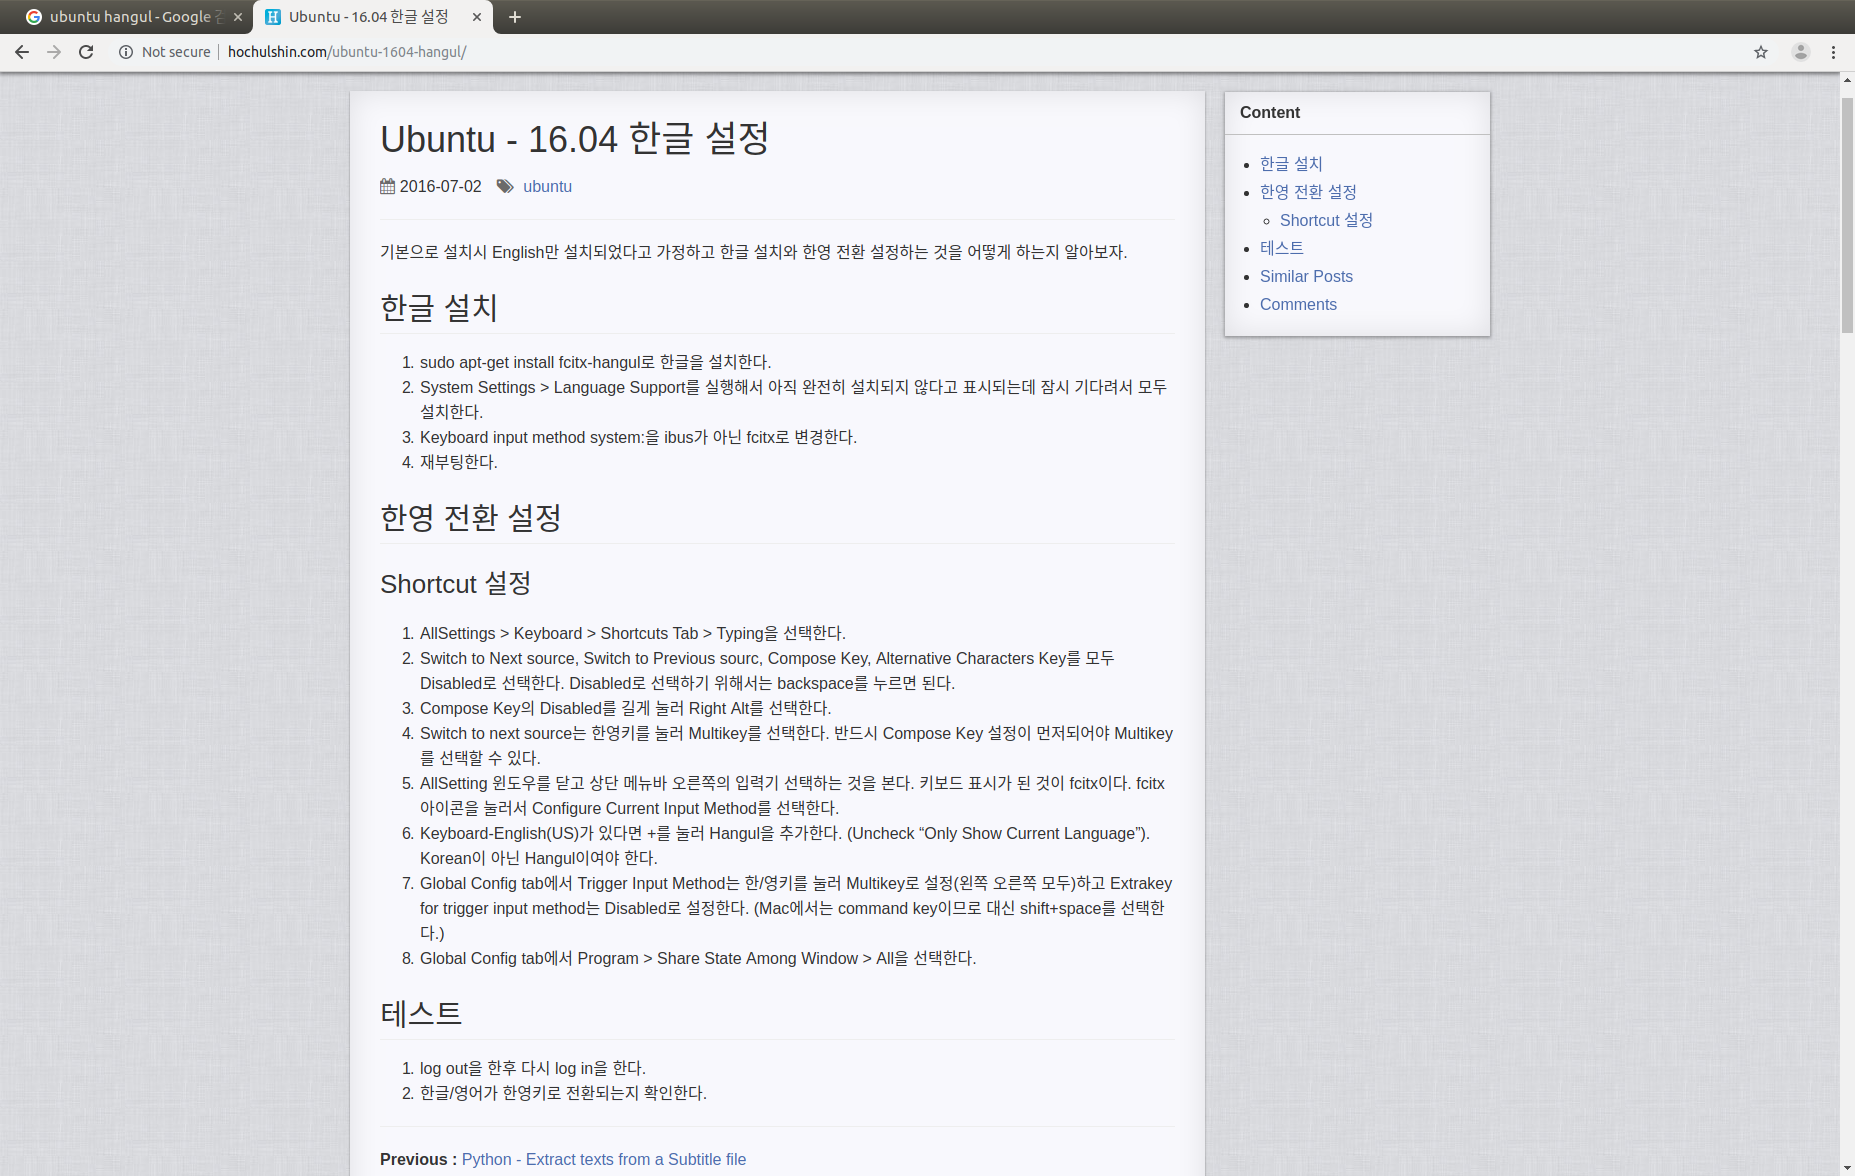 ubuntu hangul - Google
Ubuntu - 16.04 한글 설정
Not secure
hochulshin.com/ubuntu-1604-hangul/
Ubuntu - 16.04 한글 설정
2016-07-02 ubuntu
기본으로 설치시 English만 설치되었다고 가정하고 한글 설치와 한영 전환 설정하는 것을 어떻게 하는지 알아보자.
한글 설치
1. sudo apt-get install fcitx-hangul로 한글을 설치한다.
2. System Settings > Language Support를 실행해서 아직 완전히 설치되지 않다고 표시되는데 잠시 기다려서 모두
설치한다.
3. Keyboard input method system:을 ibus가 아닌 fcitx로 변경한다.
4. 재부팅한다.
한영 전환 설정
Shortcut 설정
1. AllSettings > Keyboard > Shortcuts Tab > Typing을 선택한다.
2. Switch to Next source, Switch to Previous sourc, Compose Key, Alternative Characters Key를 모두
Disabled로 선택한다. Disabled로 선택하기 위해서는 backspace를 누르면 된다.
3. Compose Key의 Disabled를 길게 눌러 Right Alt를 선택한다.
4. Switch to next source는 한영키를 눌러 Multikey를 선택한다. 반드시 Compose Key 설정이 먼저되어야 Multikey
를 선택할 수 있다.
5. AllSetting 윈도우를 닫고 상단 메뉴바 오른쪽의 입력기 선택하는 것을 본다. 키보드 표시가 된 것이 fcitx이다. fcitx
아이콘을 눌러서 Configure Current Input Method를 선택한다.
6. Keyboard-English(US)가 있다면 +를 눌러 Hangul을 추가한다. (Uncheck “Only Show Current Language”).
Korean이 아닌 Hangul이여야 한다.
7. Global Config tab에서 Trigger Input Method는 한/영키를 눌러 Multikey로 설정(왼쪽 오른쪽 모두)하고 Extrakey
for trigger input method는 Disabled로 설정한다. (Mac에서는 command key이므로 대신 shift+space를 선택한
다.)
8. Global Config tab에서 Program > Share State Among Window > All을 선택한다.
테스트
1. log out을 한후 다시 log in을 한다.
2. 한글/영어가 한영키로 전환되는지 확인한다.
Previous : Python - Extract texts from a Subtitle file
Content
한글 설치
한영 전환 설정
Shortcut 설정
테스트
Similar Posts
Comments